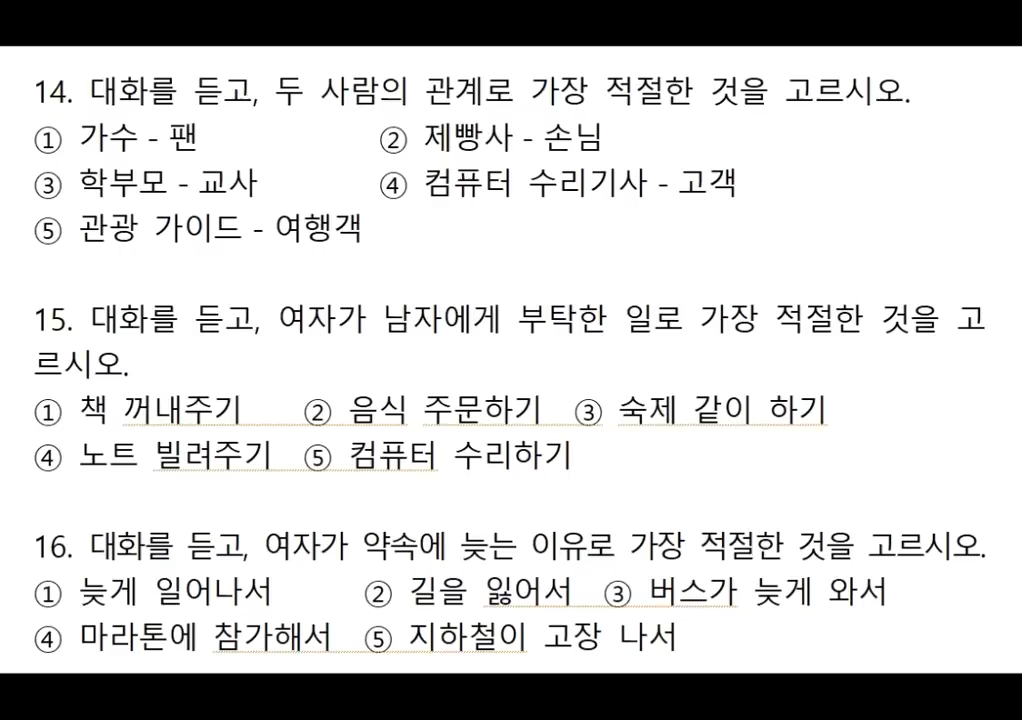 14. 대화를 듣고, 두 사람의 관계로 가장 적절한 것을 고르시오.
① 가수 - 팬 ② 제빵사 - 손님
③ 학부모 - 교사 ④ 컴퓨터 수리기사 - 고객
⑤ 관광 가이드 - 여행객
15. 대화를 듣고, 여자가 남자에게 부탁한 일로 가장 적절한 것을 고
르시오.
① 책 꺼내주기 ② 음식 주문하기 ③ 숙제 같이 하기
④ 노트 빌려주기 ⑤ 컴퓨터 수리하기
16. 대화를 듣고, 여자가 약속에 늦는 이유로 가장 적절한 것을 고르시오.
① 늦게 일어나서 ② 길을 잃어서 ③ 버스가 늦게 와서
④ 마라톤에 참가해서 ⑤ 지하철이 고장 나서